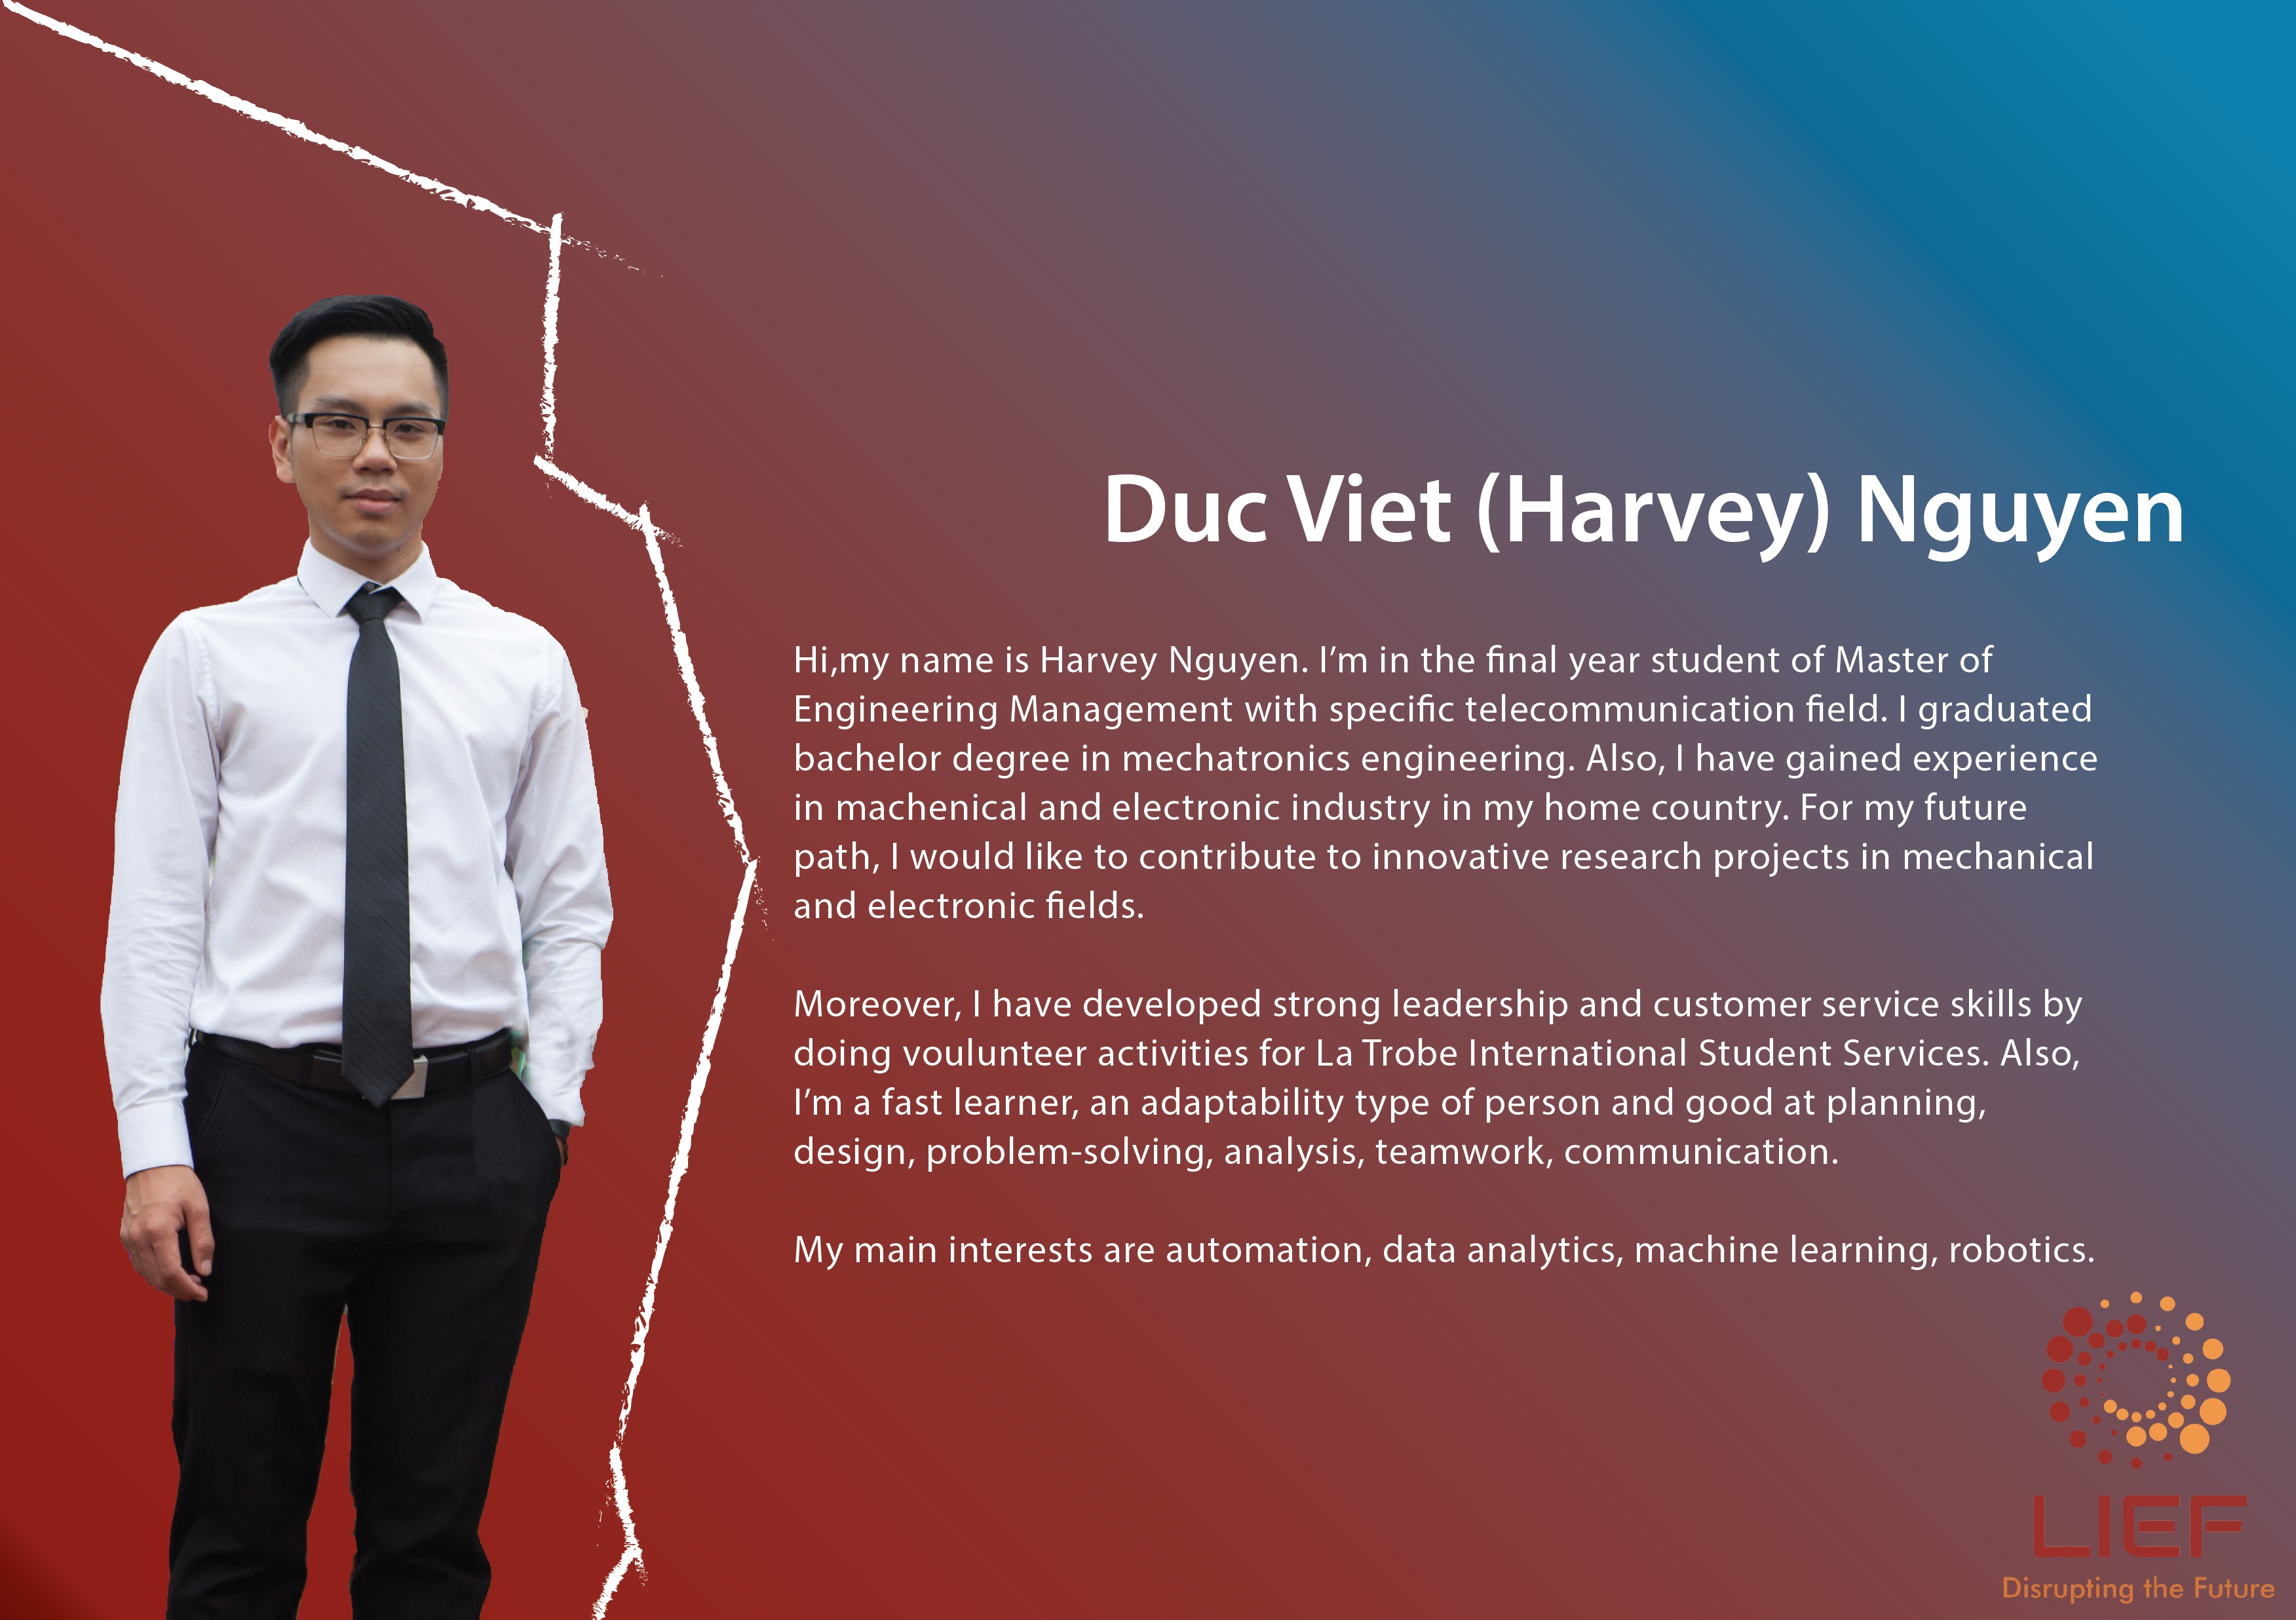 Duc Viet (Harvey) Nguyen
Hi,my name is Harvey Nguyen. I’m in the final year student of Master of
Engineering Management with specific telecommunication field. I graduated
bachelor degree in mechatronics engineering. Also, I have gained experience
in machenical and electronic industry in my home country. For my future
path, I would like to contribute to innovative research projects in mechanical
and electronic fields.
Moreover, I have developed strong leadership and customer service skills by
doing voulunteer activities for La Trobe International Student Services. Also,
I’m a fast learner, an adaptability type of person and good at planning,
design, problem-solving, analysis, teamwork, communication.
My main interests are automation, data analytics, machine learning, robotics.
LIEF
Disrupting the Future